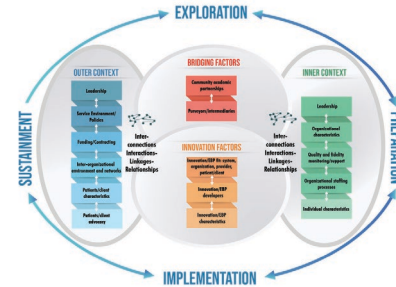 EXPLORATION
SUSTAINMENT
PREPARATION
IMPLEMENTATION
OUTER CONTEXT
Leadership
Service Environment/
Policies
Funding/Contracting
Inter-organizational
environment and networks
Patients/client
characteristics
Patients/client
advocacy
BRIDGING FACTORS
Community academic
partnerships
Purveyors/Intermediaries
Inter-
connections
Interactions-
Linkages-
Relationships
INNOVATION FACTORS
Innovation/EBP fit: system,
organization, provider,
patient/client
Innovation/EBP
developers
Innovation/EBP
characteristics
Inter-
connections
Interactions-
Linkages-
Relationships
INNER CONTEXT
Leadership
Organizational
characteristics
Quality and fidelity
monitoring/support
Organizational staffing
processes
Individual characteristics